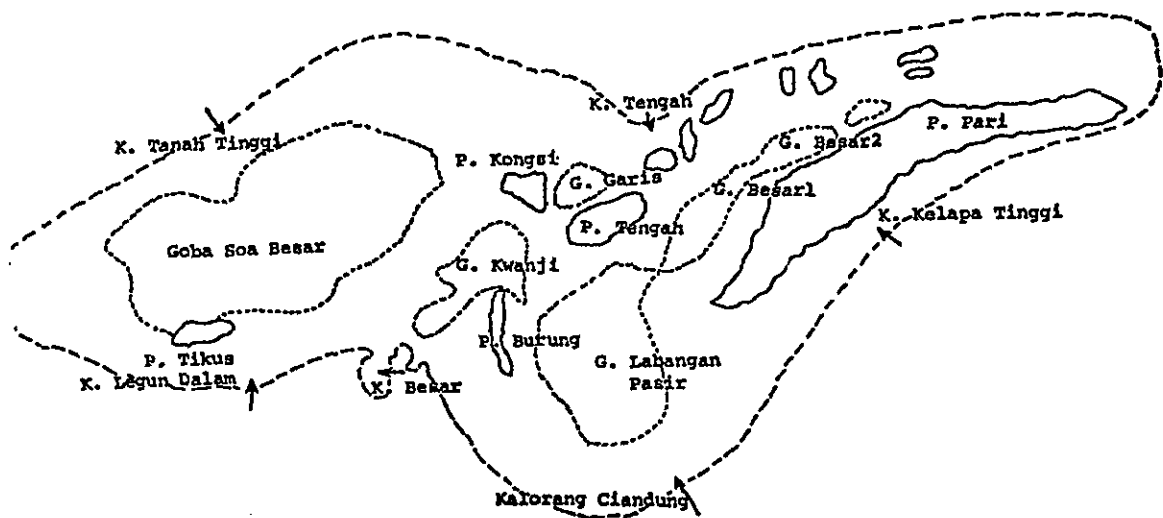 K. Tengah
K. Tanah Tinggi
P. Pari
G. Besar2
P. Kongsi
G. Garis
G. Besar1
K. Kelapa Tinggi
P. Tengah
Goba Soa Besar
G. Kwanji
P. Burung
P. Tikus
G. Labangan
Pasir
K. Legun Dalam
K. Besar
Kalorang Ciandung